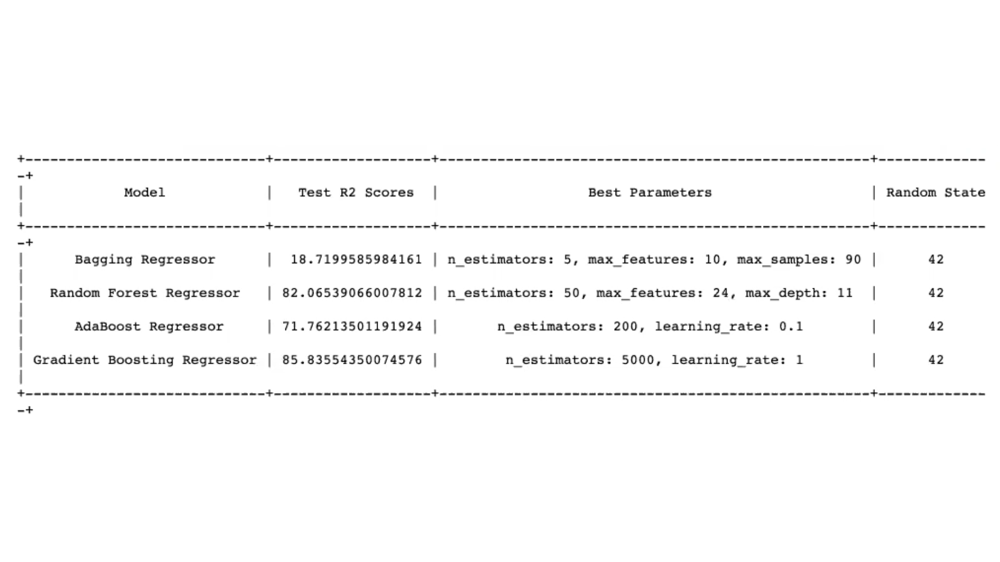 +-----------------------------+-------------------+----------------------------------------------------+-------------
-+
|            Model            |  Test R2 Scores  |                 Best Parameters                 | Random State
|
+-----------------------------+-------------------+----------------------------------------------------+-------------
-+
|     Bagging Regressor      |  18.7199585984161 | n_estimators: 5, max_features: 10, max_samples: 90 |     42
|
|  Random Forest Regressor   | 82.06539066007812 | n_estimators: 50, max_features: 24, max_depth: 11  |     42
|
|     AdaBoost Regressor     | 71.76213501191924 |      n_estimators: 200, learning_rate: 0.1        |     42
|
| Gradient Boosting Regressor | 85.83554350074576 |       n_estimators: 5000, learning_rate: 1        |     42
|
+-----------------------------+-------------------+----------------------------------------------------+-------------
-+